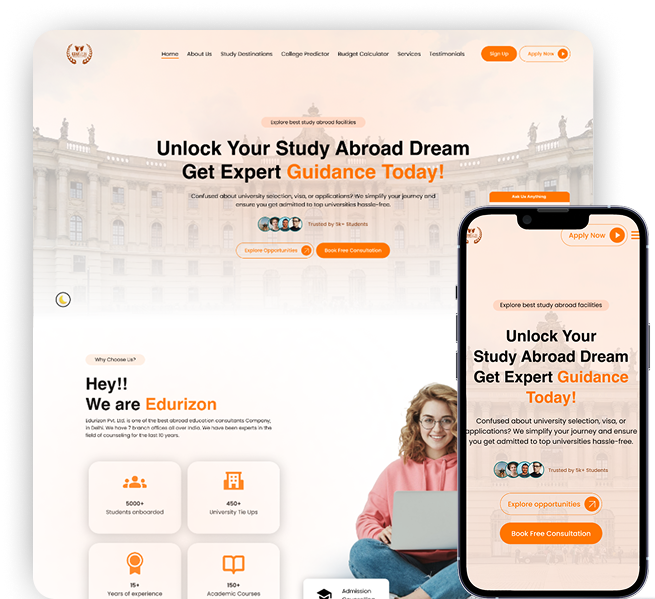 Home About Us Study Destinations College Predictor Budget Calculator Services Testimonials Sign Up Apply Now
Explore best study abroad facilities
Unlock Your Study Abroad Dream
Get Expert Guidance Today!
Confused about university selection, visa, or applications? We simplify your journey and
ensure you get admitted to top universities hassle-free.
Trusted by 5k+ Students
Explore Opportunities Book Free Consultation
Ask Us Anything
Why Choose Us?
Hey!!
We are Edurizon
Edurizon Pvt. Ltd. is one of the best abroad education consultants Company,
in Delhi. We have 7 branch offices all over India. We have been experts in the
field of counseling for the last 10 years.
5000+
Students onboarded
450+
University Tie Ups
15+
Years of experience
150+
Academic Courses
Admission
Apply Now
Explore best study abroad facilities
Unlock Your
Study Abroad Dream
Get Expert Guidance
Today!
Confused about university selection, visa, or
applications? We simplify your journey and ensure
you get admitted to top universities hassle-free.
Trusted by 5k+ Students
Explore opportunities
Book Free Consultation